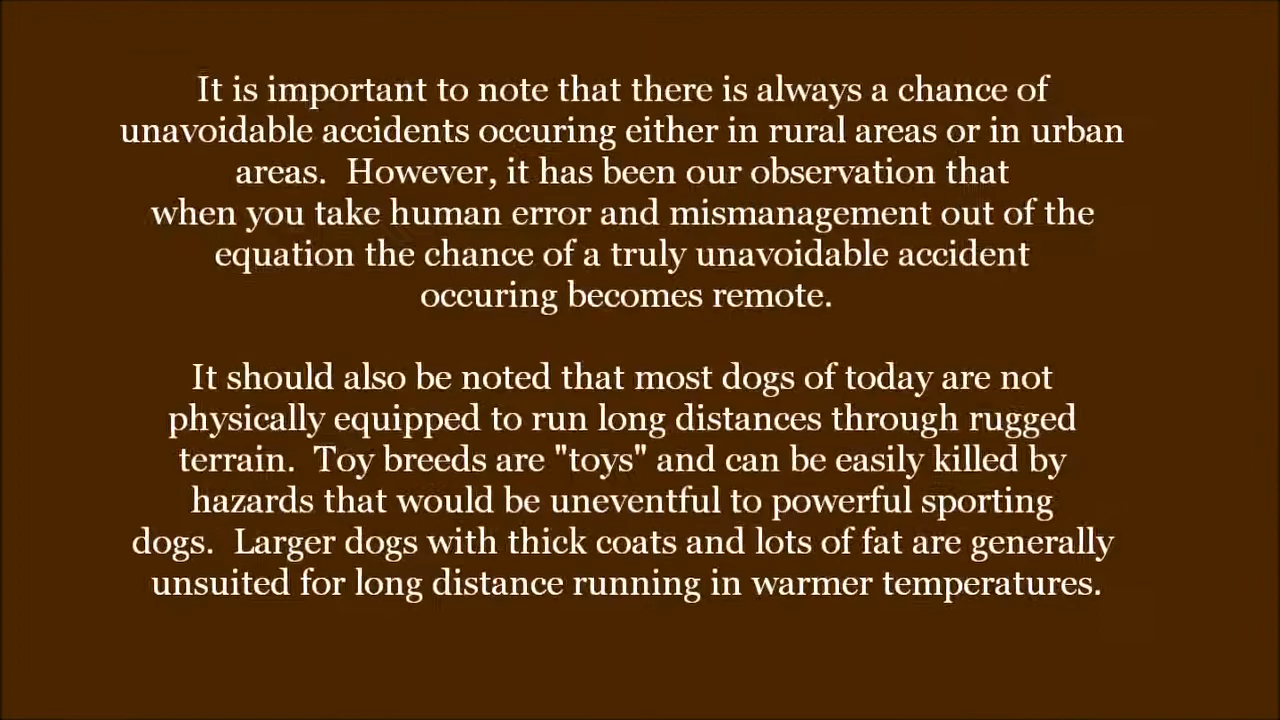 It is important to note that there is always a chance of
unavoidable accidents occuring either in rural areas or in urban
areas.  However, it has been our observation that
when you take human error and mismanagement out of the
equation the chance of a truly unavoidable accident
occuring becomes remote.
It should also be noted that most dogs of today are not
physically equipped to run long distances through rugged
terrain.  Toy breeds are "toys" and can be easily killed by
hazards that would be uneventful to powerful sporting
dogs.  Larger dogs with thick coats and lots of fat are generally
unsuited for long distance running in warmer temperatures.